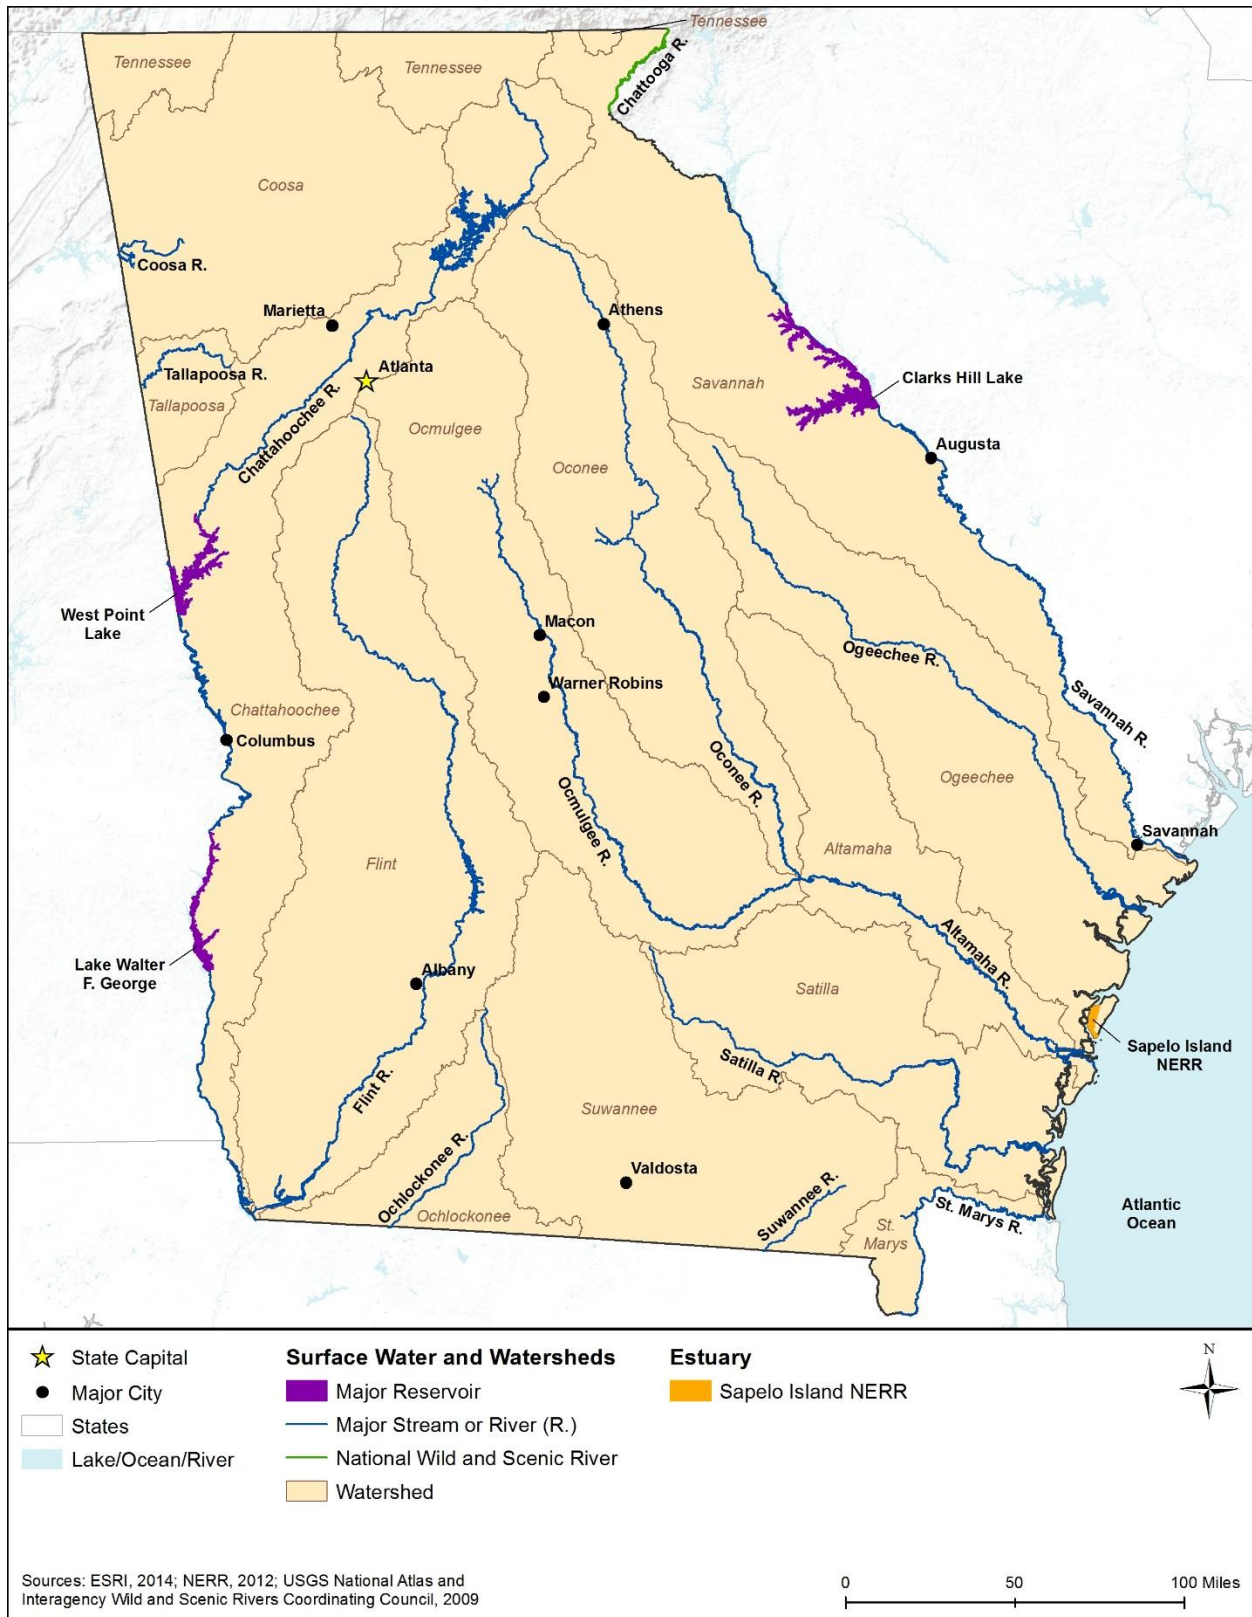 Tennessee
Tennessee
Tennessee
Chattooga R.
Coosa
Coosa R.
Marietta
Athens
Tallapoosa R.
Atlanta
Savannah
Clarks Hill Lake
Tallapoosa
Chattahoochee R.
Ocmulgee
Oconee
Augusta
West Point
Lake
Macon
Ogeechee R.
Warner Robins
Savannah R.
Chattahoochee
Columbus
Oconee R.
Ogeechee
Ocmulgee R.
Savannah
Flint
Altamaha
Lake Walter
F. George
Albany
Altamaha R.
Satilla
Sapelo Island
NERR
Satilla R.
Flint R.
Suwannee
Ochlockonee R.
Valdosta
Suwannee R.
Ochlockonee
St.
Marys
St. Marys R.
Atlantic
Ocean
State Capital
Major City
States
Lake/Ocean/River
Surface Water and Watersheds
Major Reservoir
Major Stream or River (R.)
National Wild and Scenic River
Watershed
Estuary
Sapelo Island NERR
N
Sources: ESRI, 2014; NERR, 2012; USGS National Atlas and
Interagency Wild and Scenic Rivers Coordinating Council, 2009
0 50 100 Miles